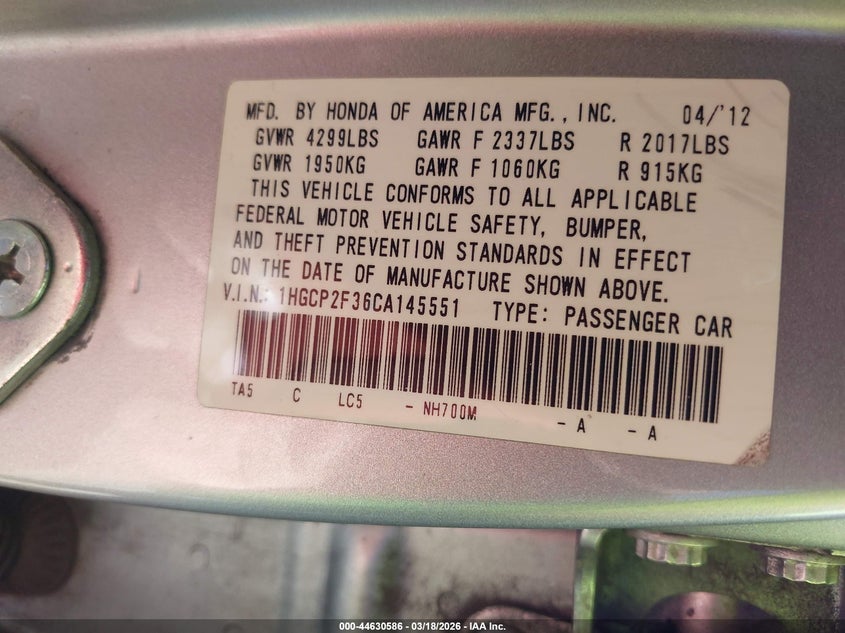 MFD. BY HONDA OF AMERICA MFG., INC. 04/'12
GVWR 4299LBS GAWR F 2337LBS R 2017LBS
GVWR 1950KG GAWR F 1060KG R 915KG
THIS VEHICLE CONFORMS TO ALL APPLICABLE
FEDERAL MOTOR VEHICLE SAFETY, BUMPER,
AND THEFT PREVENTION STANDARDS IN EFFECT
ON THE DATE OF MANUFACTURE SHOWN ABOVE.
V.I.N.: 1HGCP2F36CA145551 TYPE: PASSENGER CAR
TA5 C LC5 - NH700M - A - A
000-44630586 - 03/18/2026 - IAA Inc.